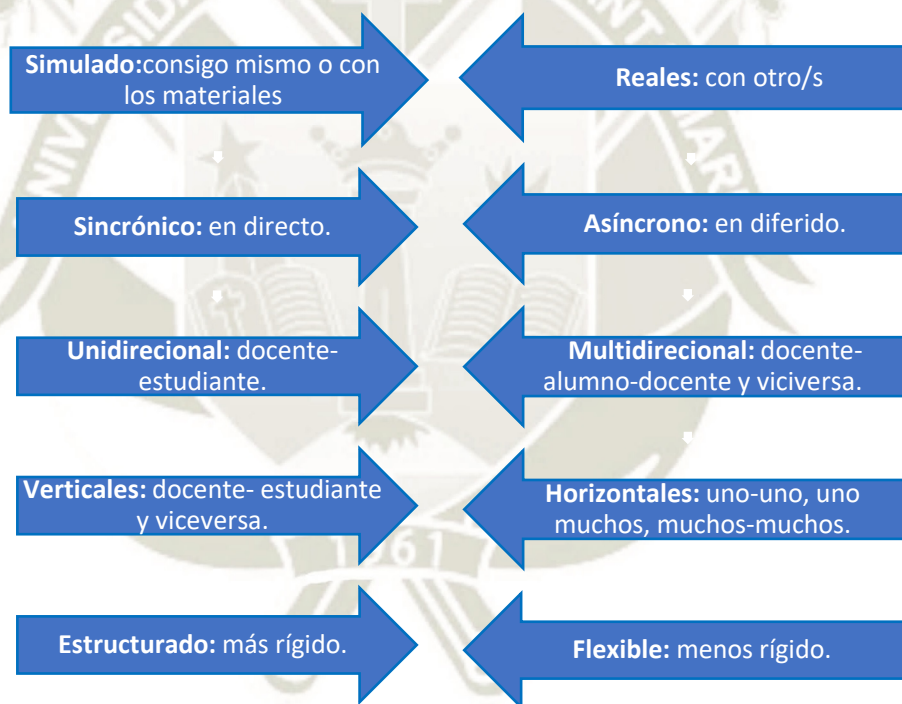 Simulado:consigo mismo o con
los materiales
Reales: con otro/s
Sincrónico: en directo.
Asíncrono: en diferido.
Unidirecional: docente-
estudiante.
Multidirecional: docente-
alumno-docente y viciversa.
Verticales: docente- estudiante
y viceversa.
Horizontales: uno-uno, uno
muchos, muchos-muchos.
1961
Estructurado: más rígido.
Flexible: menos rígido.